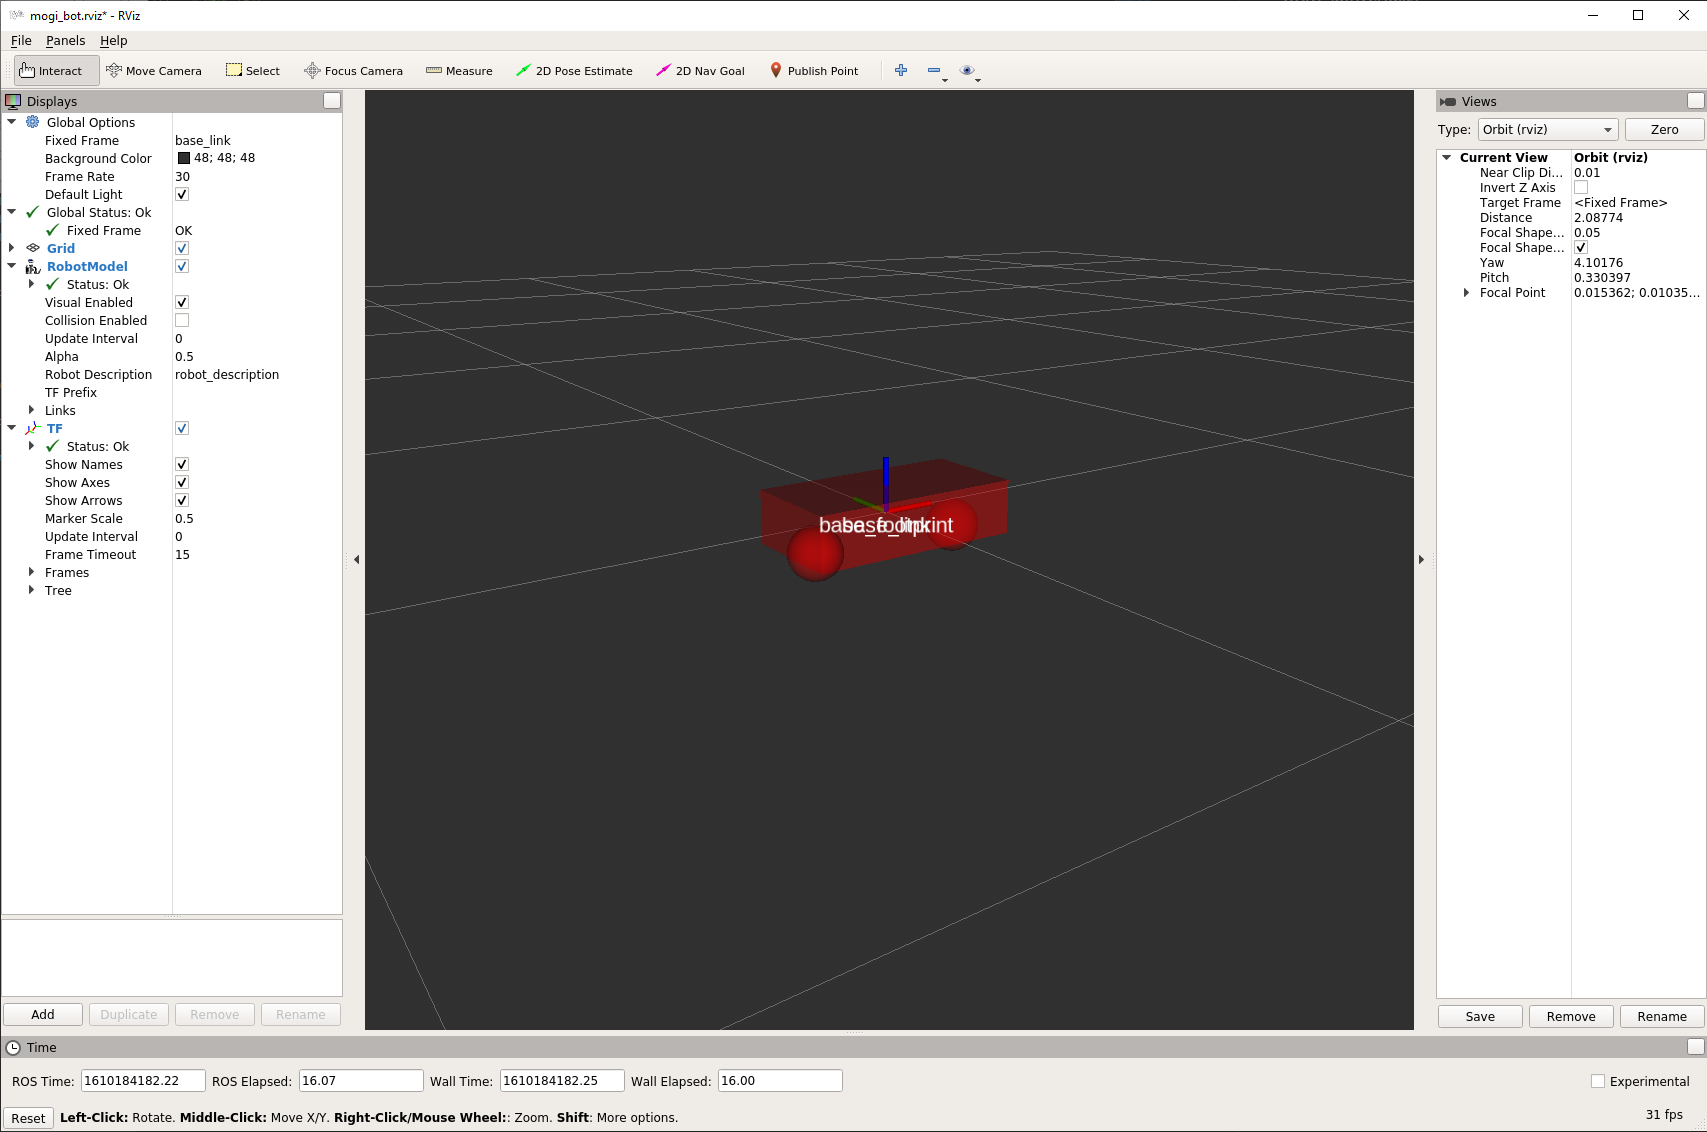 mogi_bot.rviz* - RViz
File Panels Help
Interact Move Camera Select Focus Camera Measure 2D Pose Estimate 2D Nav Goal Publish Point
Displays
Global Options
Fixed Frame base_link
Background Color 48; 48; 48
Frame Rate 30
Default Light
Global Status: Ok
Fixed Frame OK
Grid
RobotModel
Status: Ok
Visual Enabled
Collision Enabled
Update Interval 0
Alpha 0.5
Robot Description robot_description
TF Prefix
Links
TF
Status: Ok
Show Names
Show Axes
Show Arrows
Marker Scale 0.5
Update Interval 0
Frame Timeout 15
Frames
Tree
Add Duplicate Remove Rename
base_link
base_footprint
Views
Type: Orbit (rviz) Zero
Current View Orbit (rviz)
Near Clip Di... 0.01
Invert Z Axis
Target Frame <Fixed Frame>
Distance 2.08774
Focal Shape... 0.05
Focal Shape...
Yaw 4.10176
Pitch 0.330397
Focal Point 0.015362; 0.01035...
Save Remove Rename
Time
ROS Time: 1610184182.22 ROS Elapsed: 16.07 Wall Time: 1610184182.25 Wall Elapsed: 16.00 Experimental
Reset Left-Click: Rotate. Middle-Click: Move X/Y. Right-Click/Mouse Wheel:: Zoom. Shift: More options. 31 fps